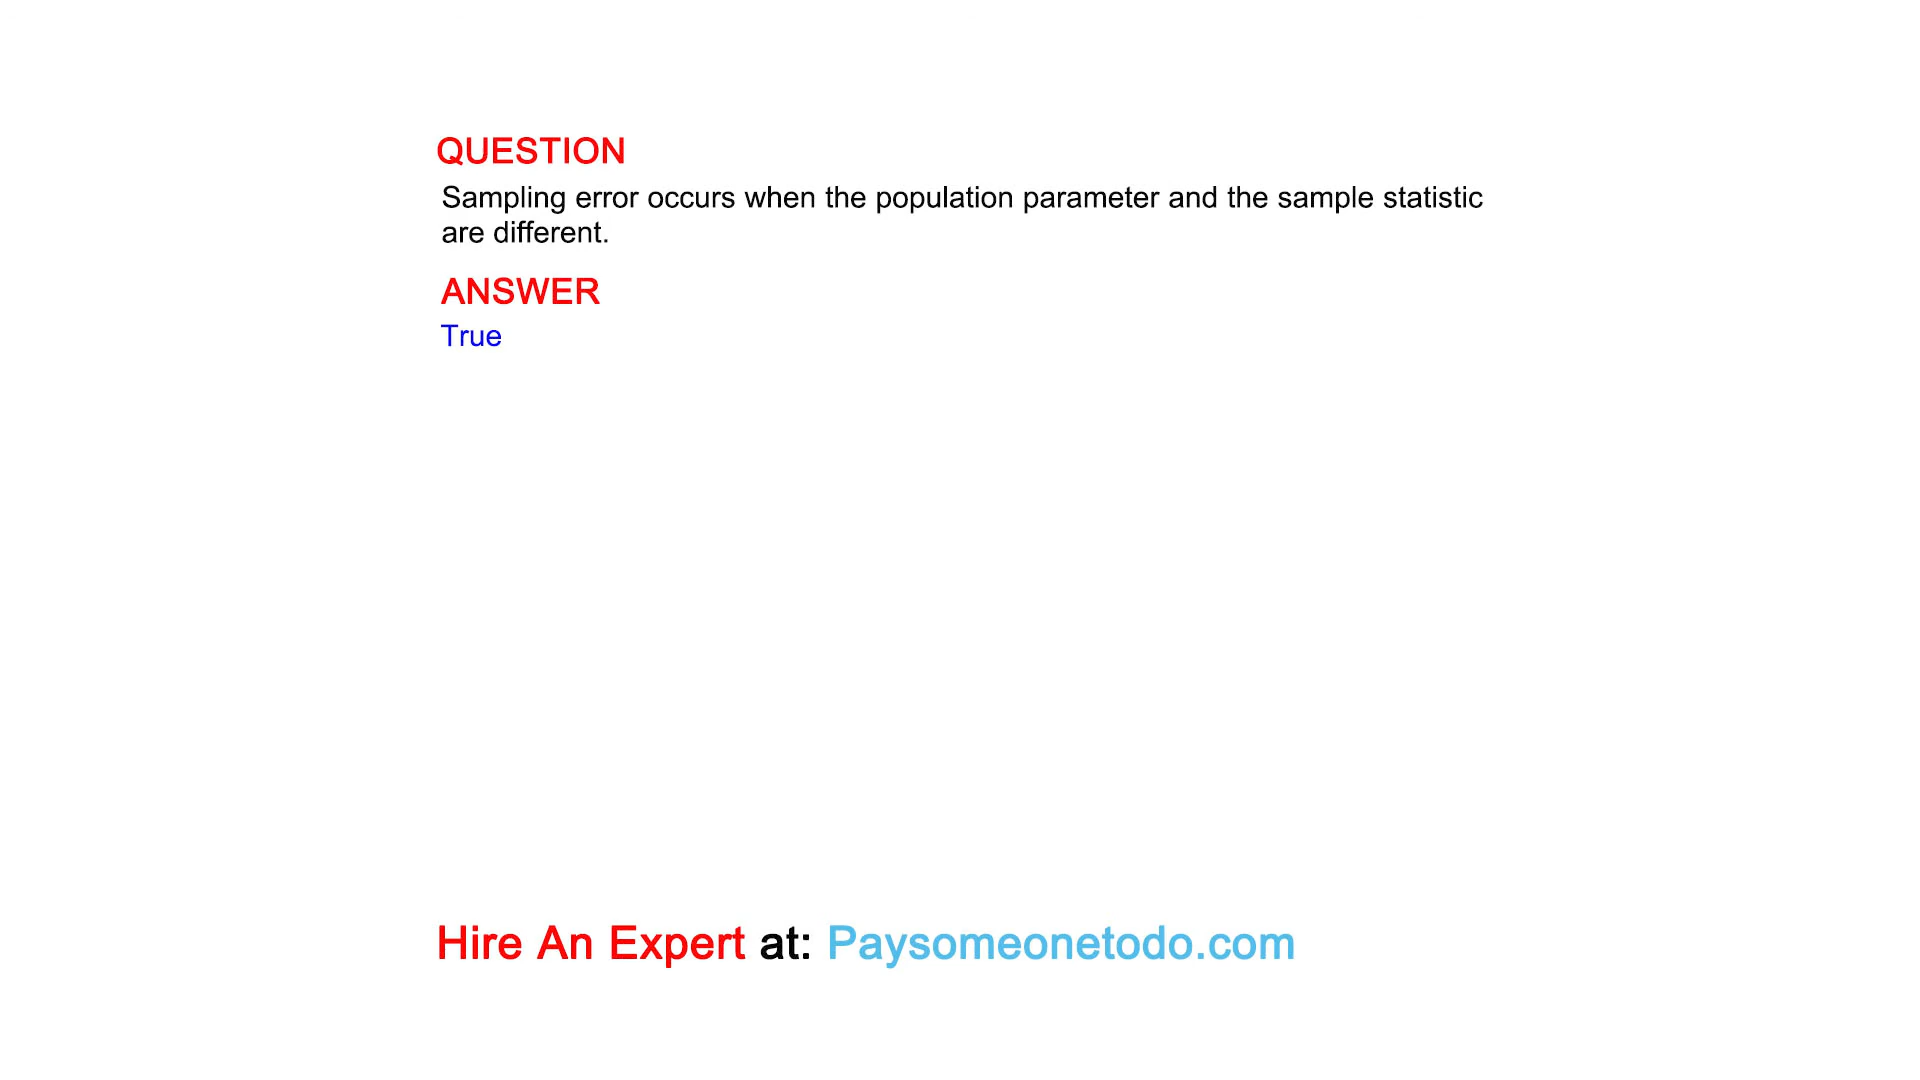 QUESTION
Sampling error occurs when the population parameter and the sample statistic
are different.
ANSWER
True
Hire An Expert at: Paysomeonetodo.com